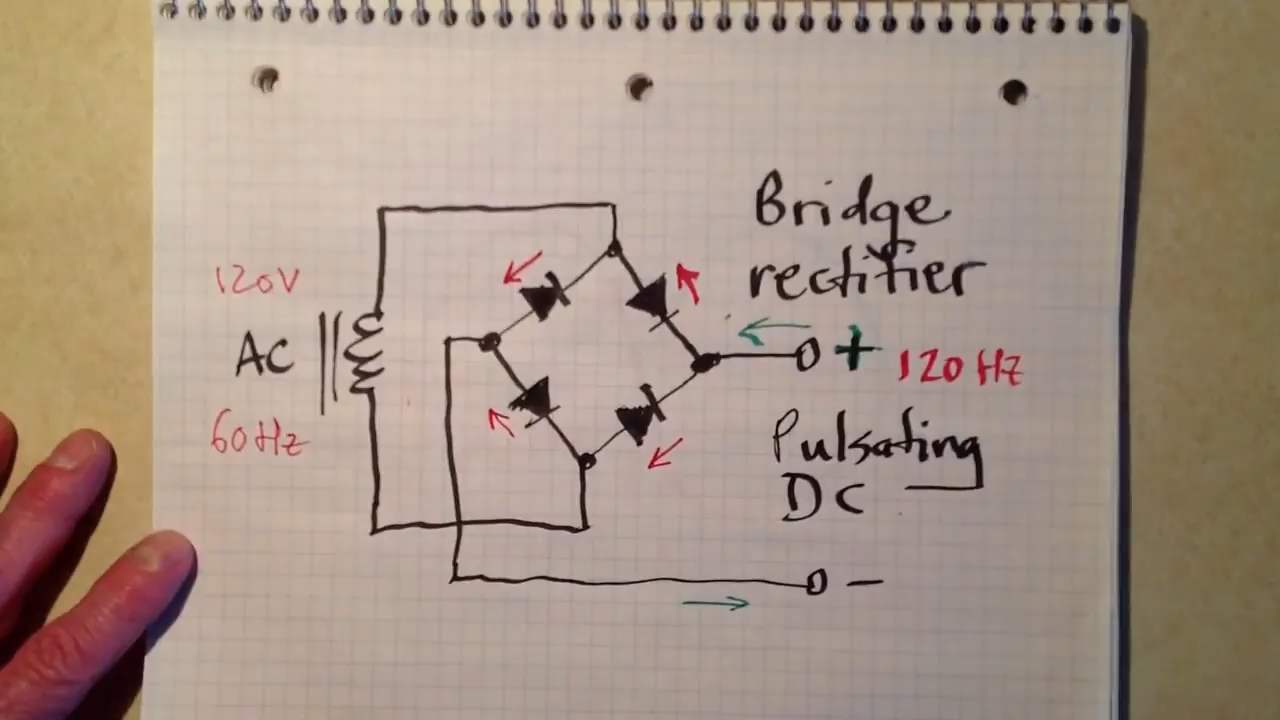 Bridge
rectifier
120V
AC
60Hz
+ 120 Hz
Pulsating
DC
−